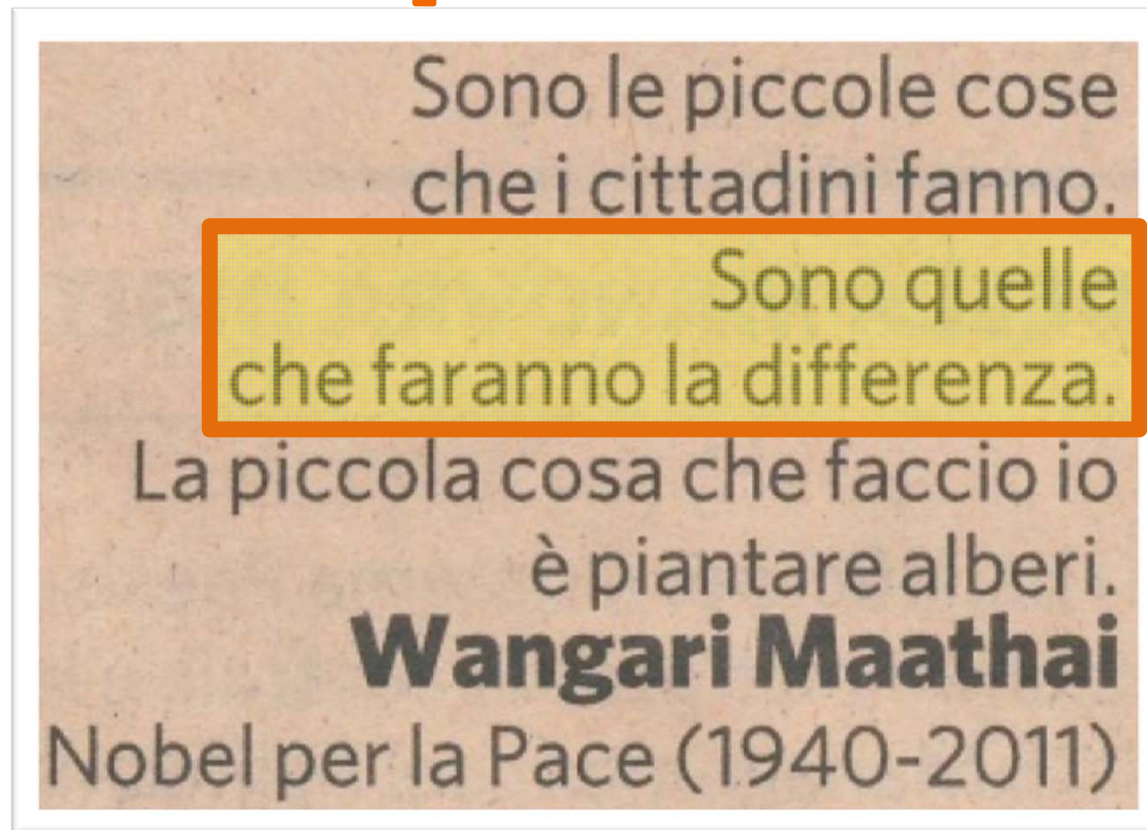 Sono le piccole cose
che i cittadini fanno.
Sono quelle
che faranno la differenza.
La piccola cosa che faccio io
è piantare alberi.
Wangari Maathai
Nobel per la Pace (1940-2011)